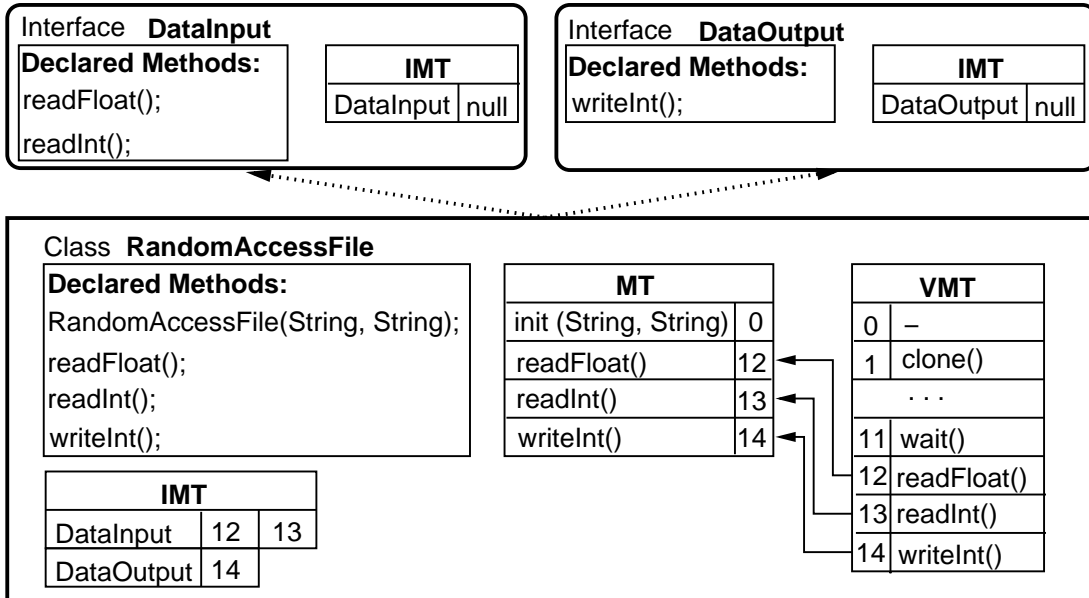 Interface DataInput
Declared Methods:
readFloat();
readInt();
IMT
DataInput null
Interface DataOutput
Declared Methods:
writeInt();
IMT
DataOutput null
Class RandomAccessFile
Declared Methods:
RandomAccessFile(String, String);
readFloat();
readInt();
writeInt();
IMT
DataInput 12 13
DataOutput 14
MT
init (String, String) 0
readFloat() 12
readInt() 13
writeInt() 14
VMT
0 –
1 clone()
. . .
11 wait()
12 readFloat()
13 readInt()
14 writeInt()